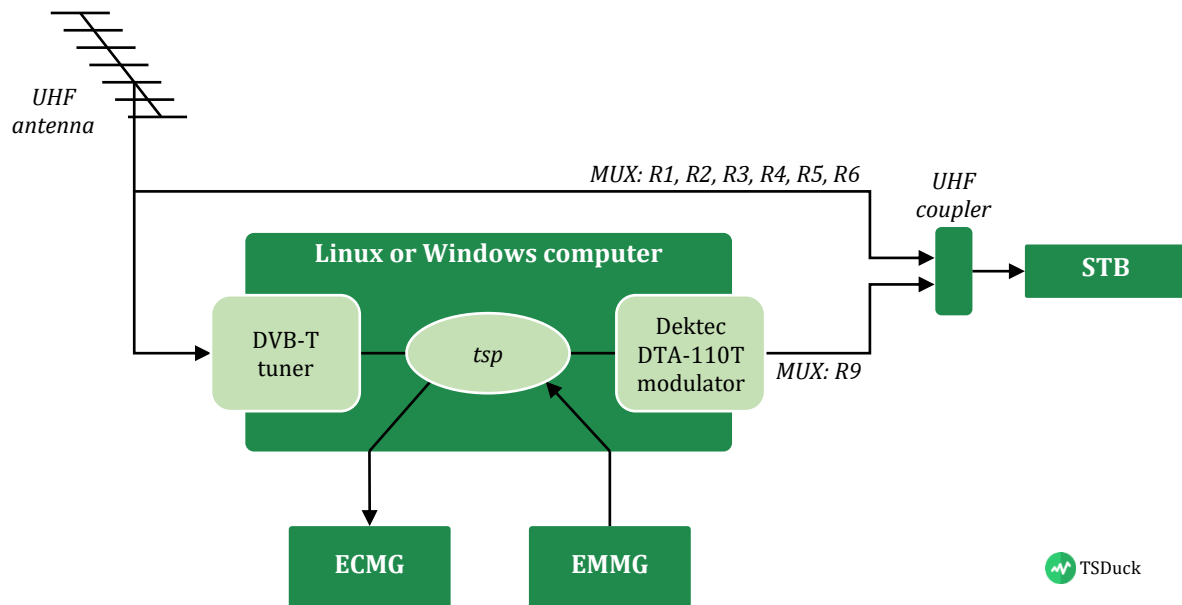 UHF
antenna
MUX: R1, R2, R3, R4, R5, R6
UHF
coupler
Linux or Windows computer
STB
DVB-T
tuner
tsp
Dektec
DTA-110T
modulator
MUX: R9
ECMG
EMMG
TSDuck